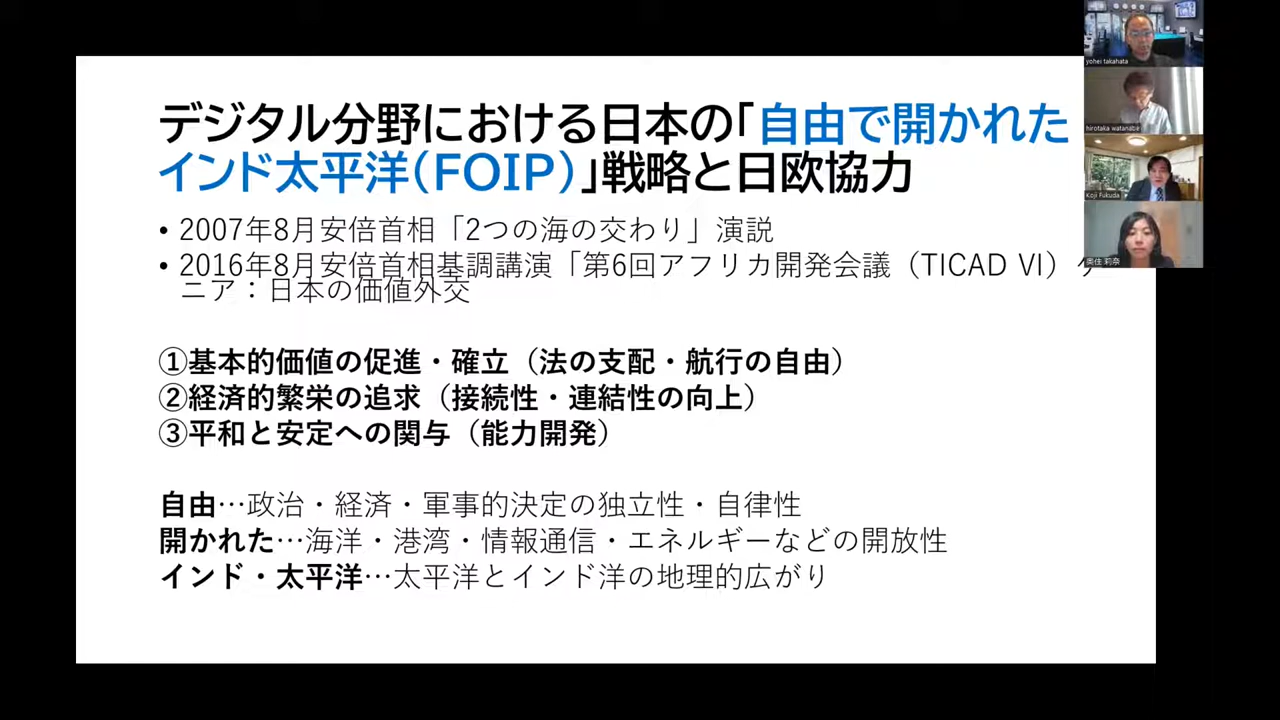 デジタル分野における日本の「自由で開かれた
インド太平洋（FOIP）」戦略と日欧協力
• 2007年8月安倍首相「2つの海の交わり」演説
• 2016年8月安倍首相基調講演「第6回アフリカ開発会議（TICAD VI）ケ
ニア：日本の価値外交
①基本的価値の促進・確立（法の支配・航行の自由）
②経済的繁栄の追求（接続性・連結性の向上）
③平和と安定への関与（能力開発）
自由…政治・経済・軍事的決定の独立性・自律性
開かれた…海洋・港湾・情報通信・エネルギーなどの開放性
インド・太平洋…太平洋とインド洋の地理的広がり
yohei takahata
hirotaka watanabe
Koji Fukuda
奥住 莉奈